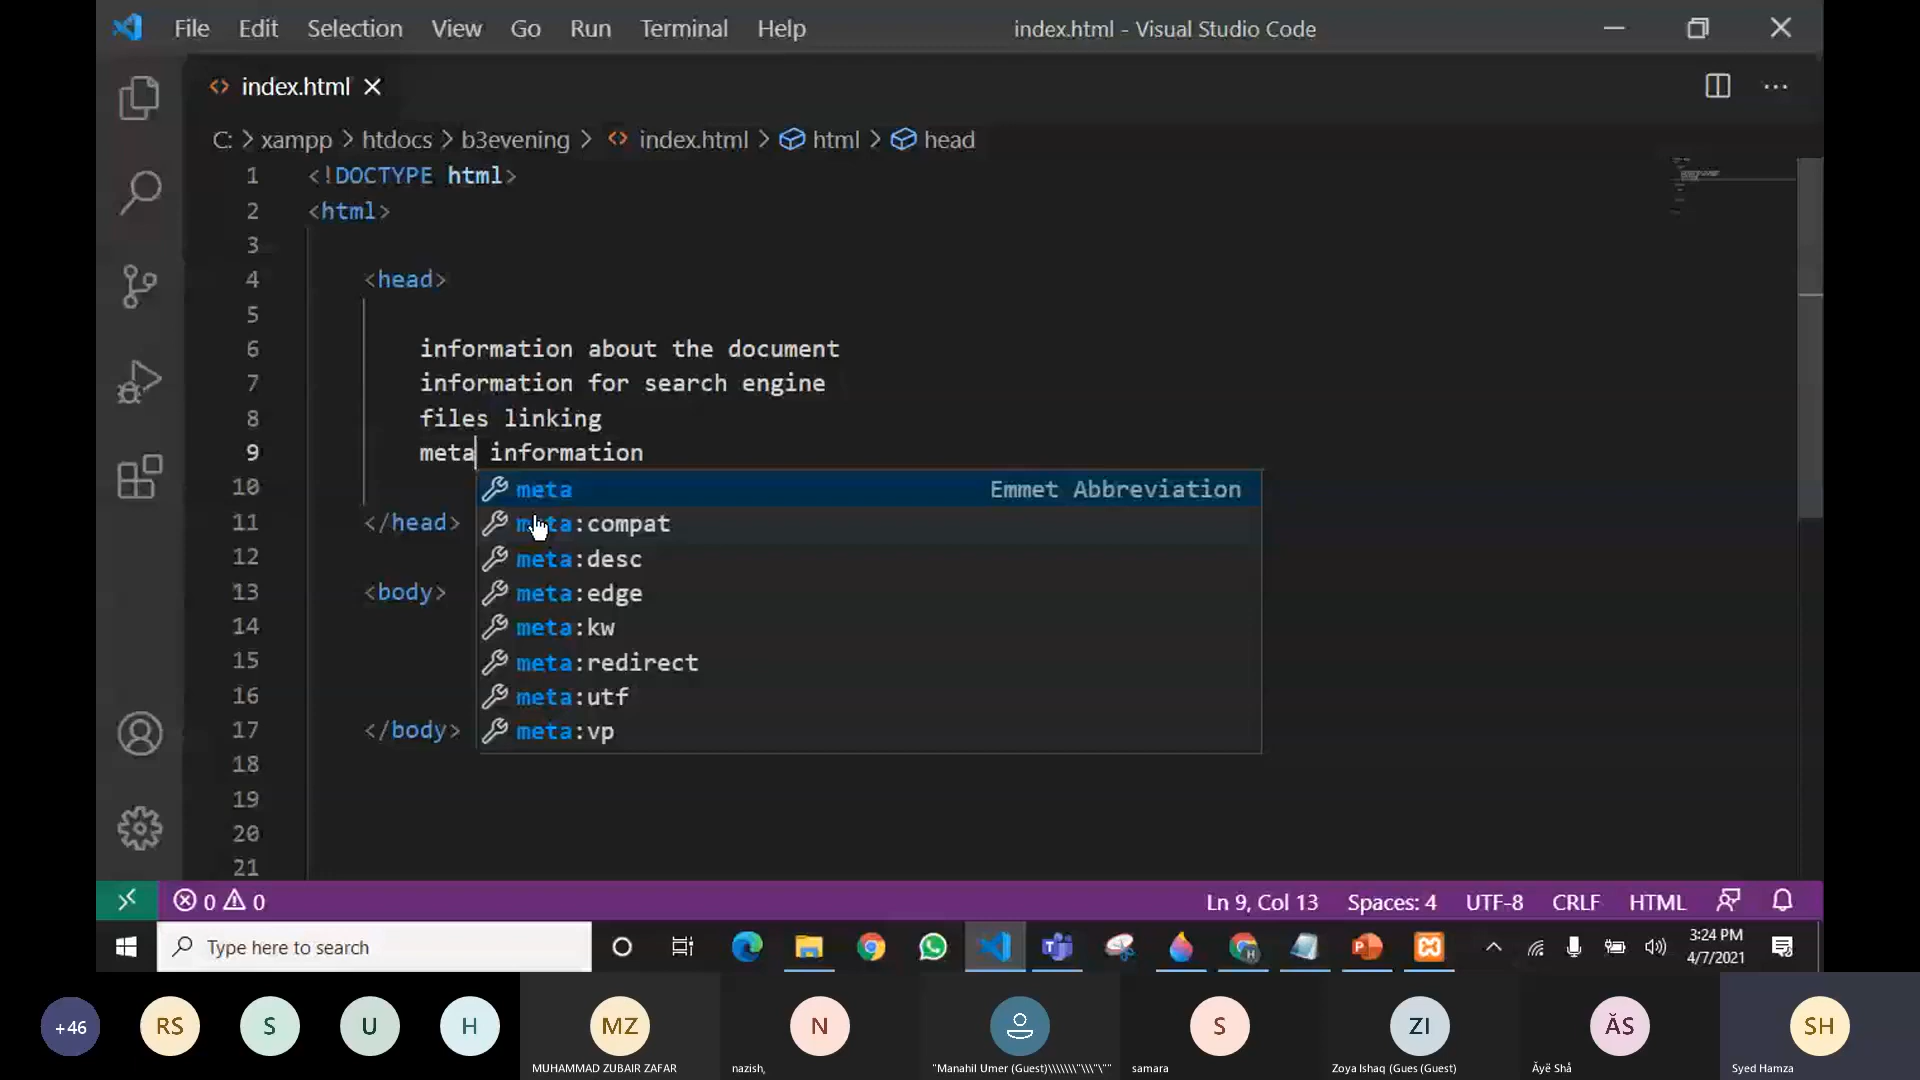 File Edit Selection View Go Run Terminal Help index.html - Visual Studio Code
index.html
C: > xampp > htdocs > b3evening > index.html > html > head
1 <!DOCTYPE html>
2 <html>
3
4 <head>
5
6 information about the document
7 information for search engine
8 files linking
9 meta information
10 meta Emmet Abbreviation
11 </head> meta:compat
12 meta:desc
13 <body> meta:edge
14 meta:kw
15 meta:redirect
16 meta:utf
17 </body> meta:vp
18
19
20
21
0 0 Ln 9, Col 13 Spaces: 4 UTF-8 CRLF HTML
Type here to search 3:24 PM
4/7/2021
+46 RS S U H MZ N S ZI ĂS SH
MUHAMMAD ZUBAIR ZAFAR nazish, "Manahil Umer (Guest)\\\\\\\"\\\"\"" samara Zoya Ishaq (Gues (Guest) Ãyë Shå Syed Hamza